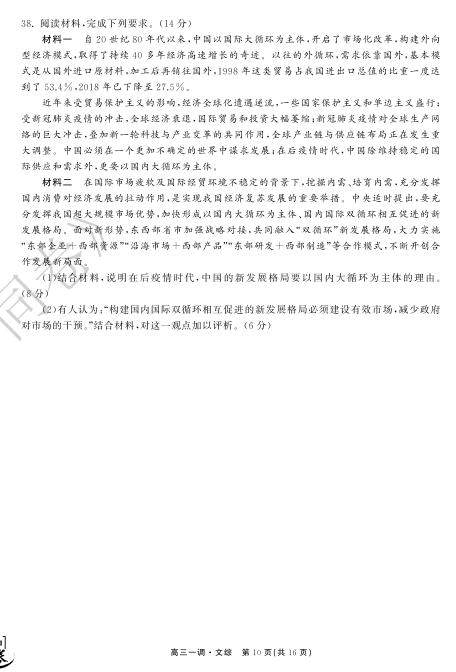 38. 阅读材料,完成下列要求。(14分)
材料一 自20世纪80年代以来,中国以国际大循环为主体,开启了市场化改革,构建外向
型经济模式,取得了持续40多年经济高速增长的奇迹。以往的外循环,需求依靠国外,基本模
式是从国外进口原材料,加工后再销往国外,1998年这类贸易占我国进出口总值的比重一度达
到了53.4%,2018年已下降至27.5%。
近年来受贸易保护主义的影响,经济全球化遭遇逆流,一些国家保护主义和单边主义盛行;
受新冠肺炎疫情的冲击,全球经济衰退,国际贸易和投资大幅萎缩;新冠肺炎疫情对全球生产网
络的巨大冲击,叠加新一轮科技与产业变革的共同作用,全球产业链与供应链布局正在发生重
大调整。中国必须在一个更加不确定的世界中谋求发展;在后疫情时代,中国除维持稳定的国
际供应和需求外,更要以国内大循环为主体。
材料二 在国际市场疲软及国际经贸环境不稳定的背景下,挖掘内需、培育内需,充分发挥
国内消费对经济发展的拉动作用,是实现我国经济复苏发展的重要举措。中央适时提出,要充
分发挥我国超大规模市场优势,加快形成以国内大循环为主体、国内国际双循环相互促进的新
发展格局。面对新形势,东西部省市加强战略对接,共同融入“双循环”新发展格局,大力实施
“东部企业+西部资源”“沿海市场+西部产品”“东部研发+西部制造”等合作模式,不断开创合
作发展新局面。
(1)结合材料,说明在后疫情时代,中国的新发展格局要以国内大循环为主体的理由。
(8分)
(2)有人认为:“构建国内国际双循环相互促进的新发展格局必须建设有效市场,减少政府
对市场的干预。”结合材料,对这一观点加以评析。(6分)
高三一调·文综 第10页(共16页)